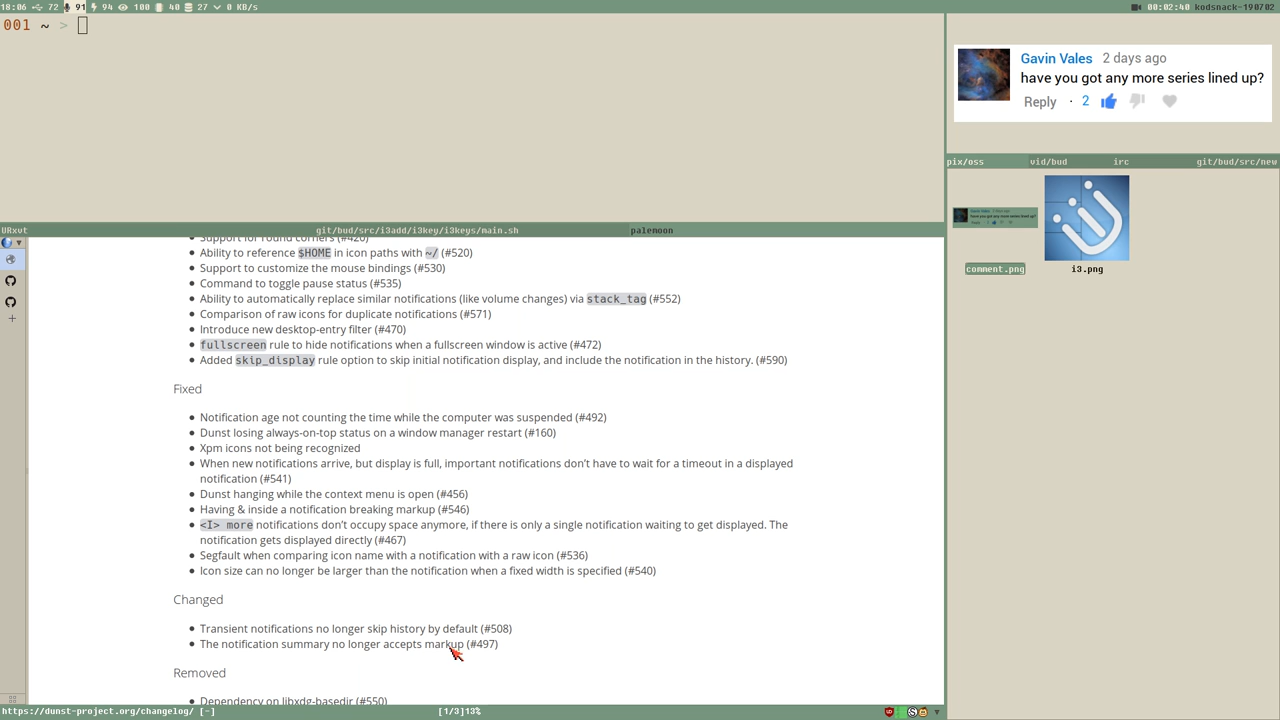 18:06 72 91 94 100 40 27 0 KB/s
00:02:40 kodsnack-190702
001 ~ >
Gavin Vales 2 days ago
have you got any more series lined up?
Reply · 2
pix/oss vid/bud irc git/bud/src/new
comment.png i3.png
URxvt git/bud/src/i3add/i3key/i3keys/main.sh palemoon
Support for round corners (#420)
Ability to reference $HOME in icon paths with ~/ (#520)
Support to customize the mouse bindings (#530)
Command to toggle pause status (#535)
Ability to automatically replace similar notifications (like volume changes) via stack_tag (#552)
Comparison of raw icons for duplicate notifications (#571)
Introduce new desktop-entry filter (#470)
fullscreen rule to hide notifications when a fullscreen window is active (#472)
Added skip_display rule option to skip initial notification display, and include the notification in the history. (#590)
Fixed
Notification age not counting the time while the computer was suspended (#492)
Dunst losing always-on-top status on a window manager restart (#160)
Xpm icons not being recognized
When new notifications arrive, but display is full, important notifications don’t have to wait for a timeout in a displayed
notification (#541)
Dunst hanging while the context menu is open (#456)
Having & inside a notification breaking markup (#546)
<I> more notifications don’t occupy space anymore, if there is only a single notification waiting to get displayed. The
notification gets displayed directly (#467)
Segfault when comparing icon name with a notification with a raw icon (#536)
Icon size can no longer be larger than the notification when a fixed width is specified (#540)
Changed
Transient notifications no longer skip history by default (#508)
The notification summary no longer accepts markup (#497)
Removed
Dependency on libxdg-basedir (#550)
https://dunst-project.org/changelog/ [-] [1/3]13%